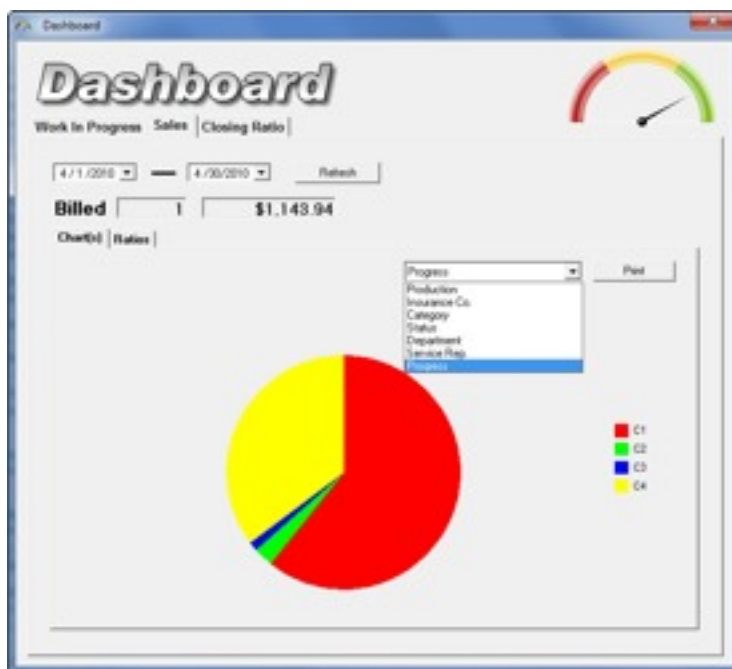 Dashboard
Dashboard
Work In Progress Sales Closing Ratio
4/1/2010 4/30/2010 Refresh
Billed 1 $1,143.94
Chart(s) Ratios
Progress Print
Production
Insurance Co.
Category
Status
Department
Service Rep.
Progress
C1
C2
C3
C4